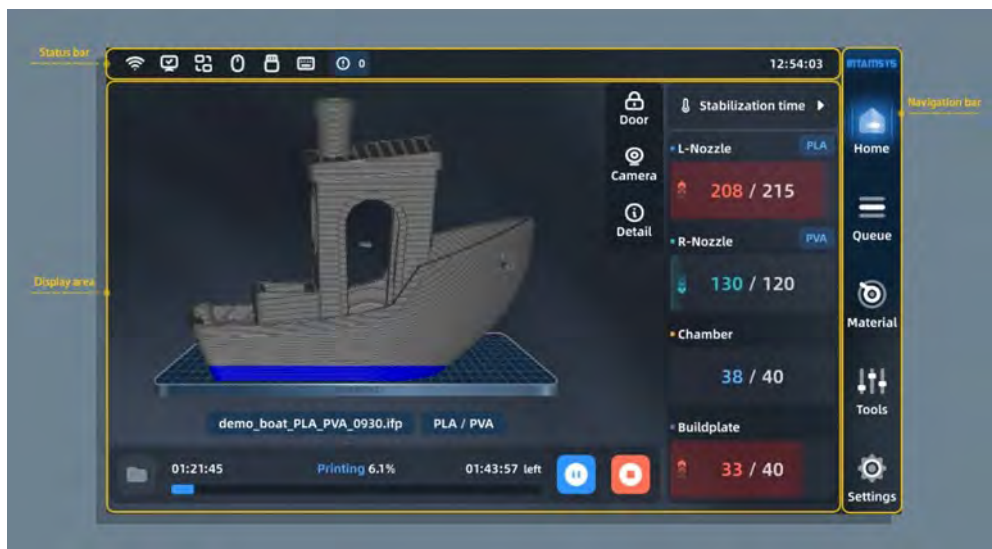 Status bar
0
12:54:03
INTAMSYS
Navigation bar
Door
Stabilization time
L-Nozzle
PLA
Home
Camera
208 / 215
Detail
R-Nozzle
PVA
Queue
Display area
130 / 120
Chamber
Material
38 / 40
demo_boat_PLA_PVA_0930.ifp
PLA / PVA
Tools
Buildplate
01:21:45
Printing 6.1%
01:43:57 left
33 / 40
Settings